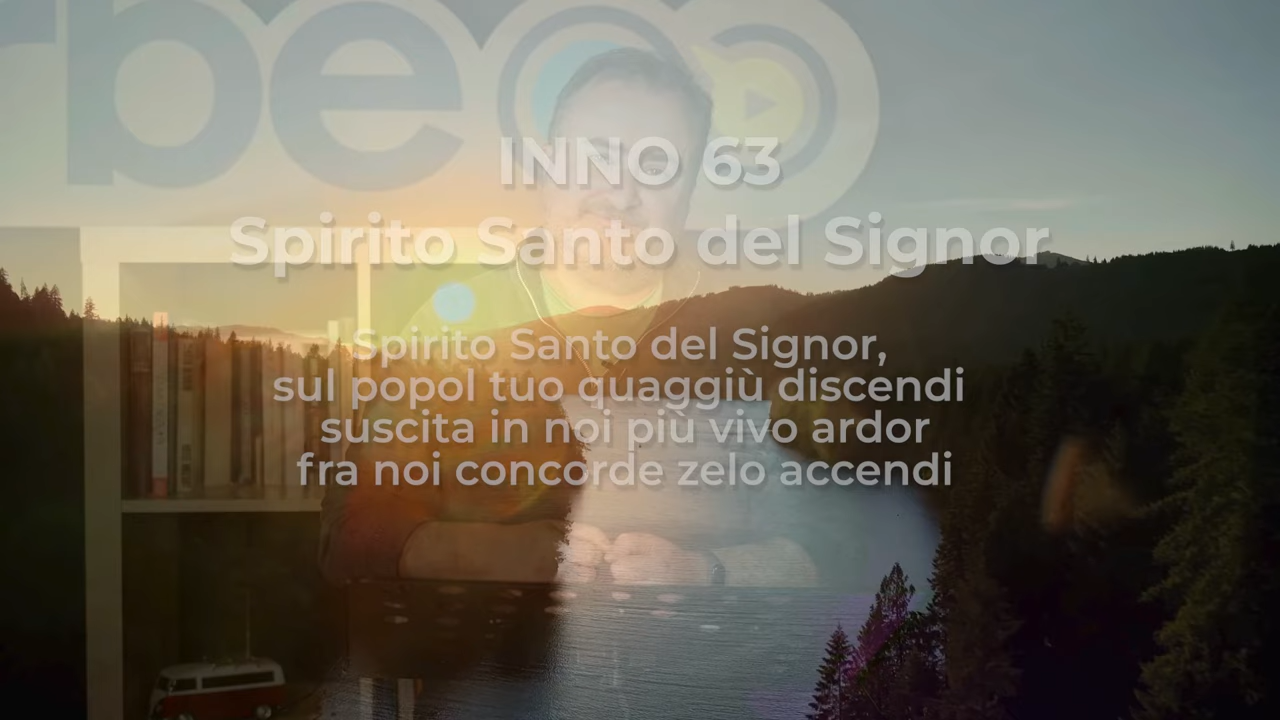 be
INNO 63
Spirito Santo del Signor
Spirito Santo del Signor,
sul popol tuo quaggiù discendi
suscita in noi più vivo ardor
fra noi concorde zelo accendi